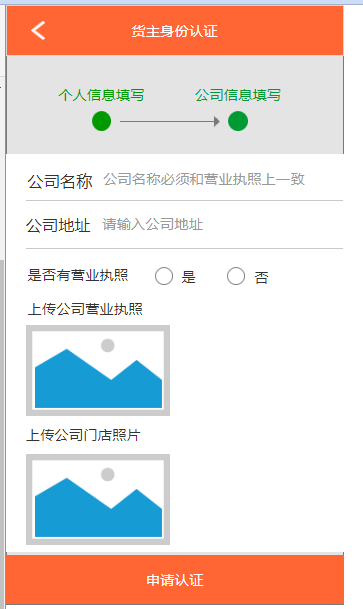 货主身份认证
个人信息填写 公司信息填写
公司名称 公司名称必须和营业执照上一致
公司地址 请输入公司地址
是否有营业执照 是 否
上传公司营业执照
上传公司门店照片
申请认证